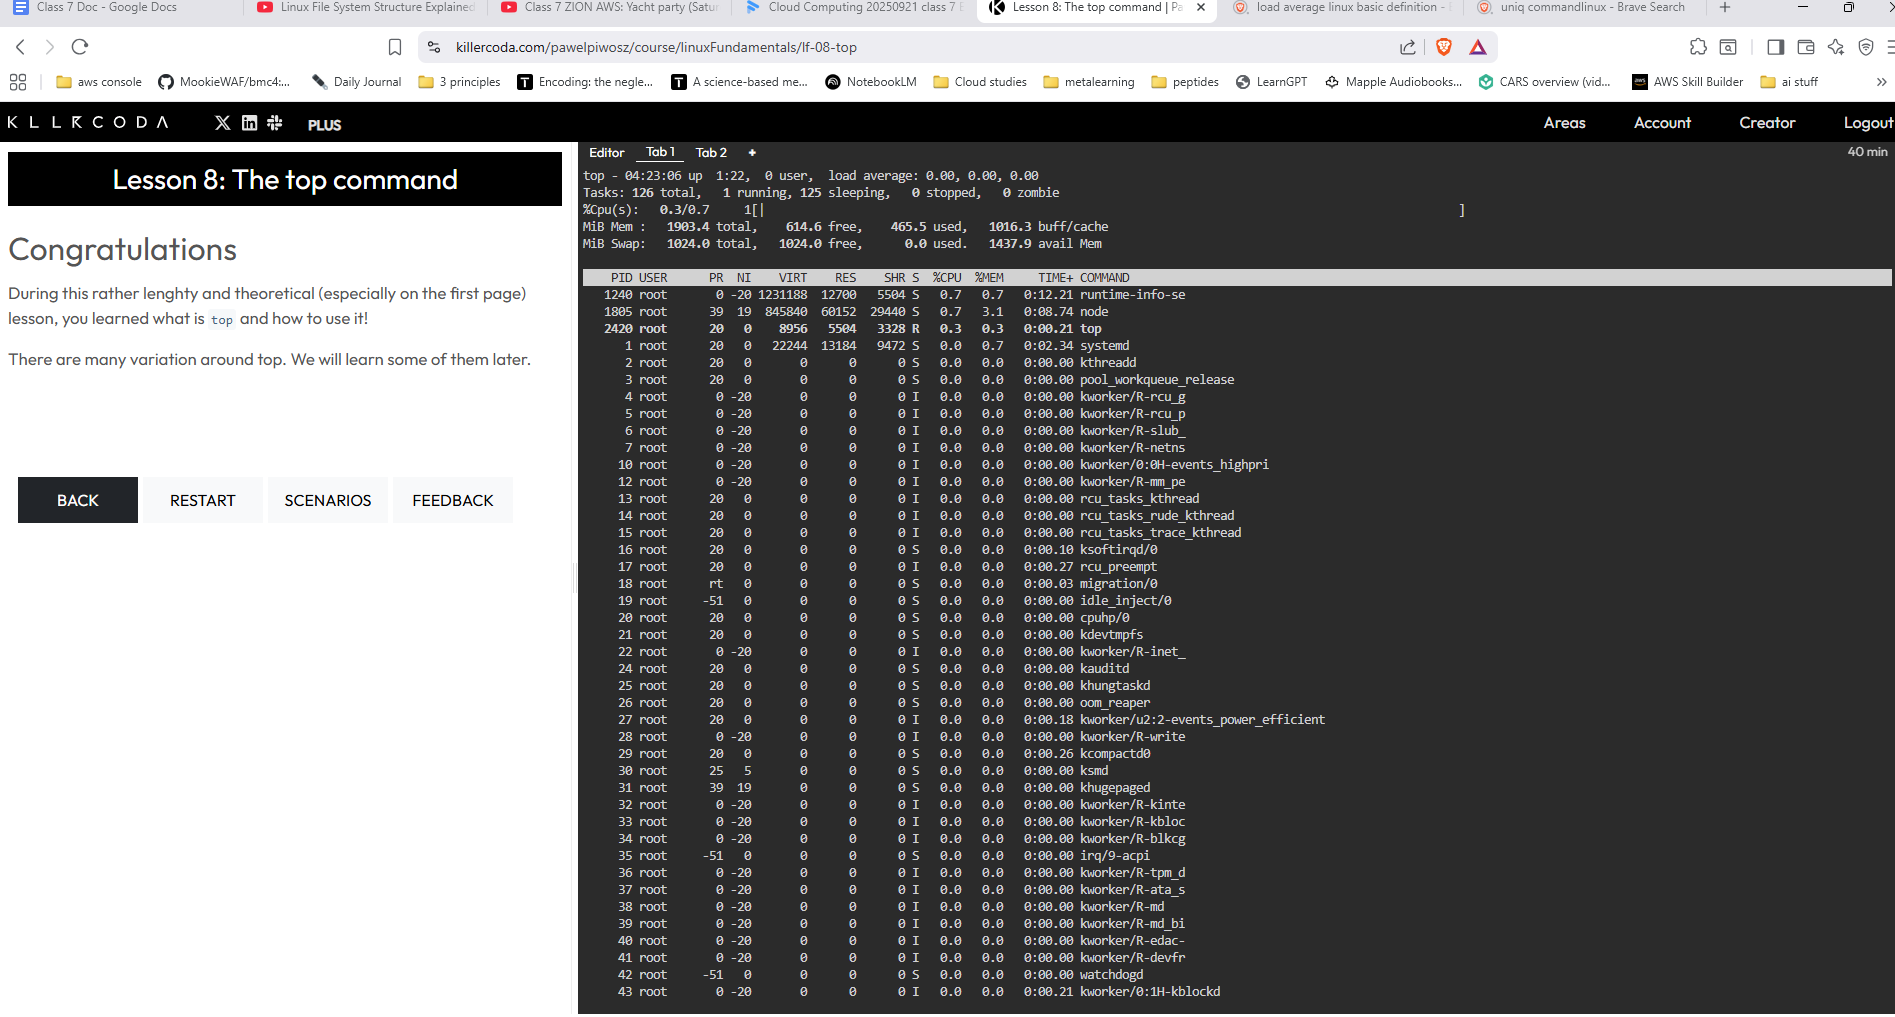 Class 7 Doc - Google Docs
Linux File System Structure Explained
Class 7 ZION AWS: Yacht party (Satur
Cloud Computing 20250921 class 7
Lesson 8: The top command | Pa
load average linux basic definition -
uniq commandlinux - Brave Search
killercoda.com/pawelpiwosz/course/linuxFundamentals/lf-08-top
aws console
MookieWAF/bmc4:...
Daily Journal
3 principles
Encoding: the negle...
A science-based me...
NotebookLM
Cloud studies
metalearning
peptides
LearnGPT
Mapple Audiobooks...
CARS overview (vid...
AWS Skill Builder
ai stuff
KLLRCODA
PLUS
Areas
Account
Creator
Logout
Lesson 8: The top command
Congratulations
During this rather lenghty and theoretical (especially on the first page)
lesson, you learned what is top and how to use it!
There are many variation around top. We will learn some of them later.
BACK
RESTART
SCENARIOS
FEEDBACK
Editor Tab 1 Tab 2 +
40 min
top - 04:23:06 up  1:22,  0 user,  load average: 0.00, 0.00, 0.00
Tasks: 126 total,   1 running, 125 sleeping,   0 stopped,   0 zombie
%Cpu(s):   0.3/0.7     1[|                    ]
MiB Mem :   1903.4 total,    614.6 free,    465.5 used,   1016.3 buff/cache
MiB Swap:   1024.0 total,   1024.0 free,      0.0 used.   1437.9 avail Mem
PID USER      PR  NI    VIRT    RES    SHR S  %CPU  %MEM     TIME+ COMMAND
1240 root       0 -20 1231188  12700   5504 S   0.7   0.7   0:12.21 runtime-info-se
1805 root      39  19  845840  60152  29440 S   0.7   3.1   0:08.74 node
2420 root      20   0    8956   5504   3328 R   0.3   0.3   0:00.21 top
1 root      20   0   22244  13184   9472 S   0.0   0.7   0:02.34 systemd
2 root      20   0       0      0      0 S   0.0   0.0   0:00.00 kthreadd
3 root      20   0       0      0      0 S   0.0   0.0   0:00.00 pool_workqueue_release
4 root       0 -20       0      0      0 I   0.0   0.0   0:00.00 kworker/R-rcu_g
5 root       0 -20       0      0      0 I   0.0   0.0   0:00.00 kworker/R-rcu_p
6 root       0 -20       0      0      0 I   0.0   0.0   0:00.00 kworker/R-slub_
7 root       0 -20       0      0      0 I   0.0   0.0   0:00.00 kworker/R-netns
10 root       0 -20       0      0      0 I   0.0   0.0   0:00.00 kworker/0:0H-events_highpri
12 root       0 -20       0      0      0 I   0.0   0.0   0:00.00 kworker/R-mm_pe
13 root      20   0       0      0      0 I   0.0   0.0   0:00.00 rcu_tasks_kthread
14 root      20   0       0      0      0 I   0.0   0.0   0:00.00 rcu_tasks_rude_kthread
15 root      20   0       0      0      0 I   0.0   0.0   0:00.00 rcu_tasks_trace_kthread
16 root      20   0       0      0      0 S   0.0   0.0   0:00.10 ksoftirqd/0
17 root      20   0       0      0      0 I   0.0   0.0   0:00.27 rcu_preempt
18 root      rt   0       0      0      0 S   0.0   0.0   0:00.03 migration/0
19 root     -51   0       0      0      0 S   0.0   0.0   0:00.00 idle_inject/0
20 root      20   0       0      0      0 S   0.0   0.0   0:00.00 cpuhp/0
21 root      20   0       0      0      0 S   0.0   0.0   0:00.00 kdevtmpfs
22 root       0 -20       0      0      0 I   0.0   0.0   0:00.00 kworker/R-inet_
24 root      20   0       0      0      0 S   0.0   0.0   0:00.00 kauditd
25 root      20   0       0      0      0 S   0.0   0.0   0:00.00 khungtaskd
26 root      20   0       0      0      0 S   0.0   0.0   0:00.00 oom_reaper
27 root      20   0       0      0      0 I   0.0   0.0   0:00.18 kworker/u2:2-events_power_efficient
28 root       0 -20       0      0      0 I   0.0   0.0   0:00.00 kworker/R-write
29 root      20   0       0      0      0 S   0.0   0.0   0:00.26 kcompactd0
30 root      25   5       0      0      0 S   0.0   0.0   0:00.00 ksmd
31 root      39  19       0      0      0 S   0.0   0.0   0:00.00 khugepaged
32 root       0 -20       0      0      0 I   0.0   0.0   0:00.00 kworker/R-kinte
33 root       0 -20       0      0      0 I   0.0   0.0   0:00.00 kworker/R-kbloc
34 root       0 -20       0      0      0 I   0.0   0.0   0:00.00 kworker/R-blkcg
35 root     -51   0       0      0      0 S   0.0   0.0   0:00.00 irq/9-acpi
36 root       0 -20       0      0      0 I   0.0   0.0   0:00.00 kworker/R-tpm_d
37 root       0 -20       0      0      0 I   0.0   0.0   0:00.00 kworker/R-ata_s
38 root       0 -20       0      0      0 I   0.0   0.0   0:00.00 kworker/R-md
39 root       0 -20       0      0      0 I   0.0   0.0   0:00.00 kworker/R-md_bi
40 root       0 -20       0      0      0 I   0.0   0.0   0:00.00 kworker/R-edac-
41 root       0 -20       0      0      0 I   0.0   0.0   0:00.00 kworker/R-devfr
42 root     -51   0       0      0      0 S   0.0   0.0   0:00.00 watchdogd
43 root       0 -20       0      0      0 I   0.0   0.0   0:00.21 kworker/0:1H-kblockd